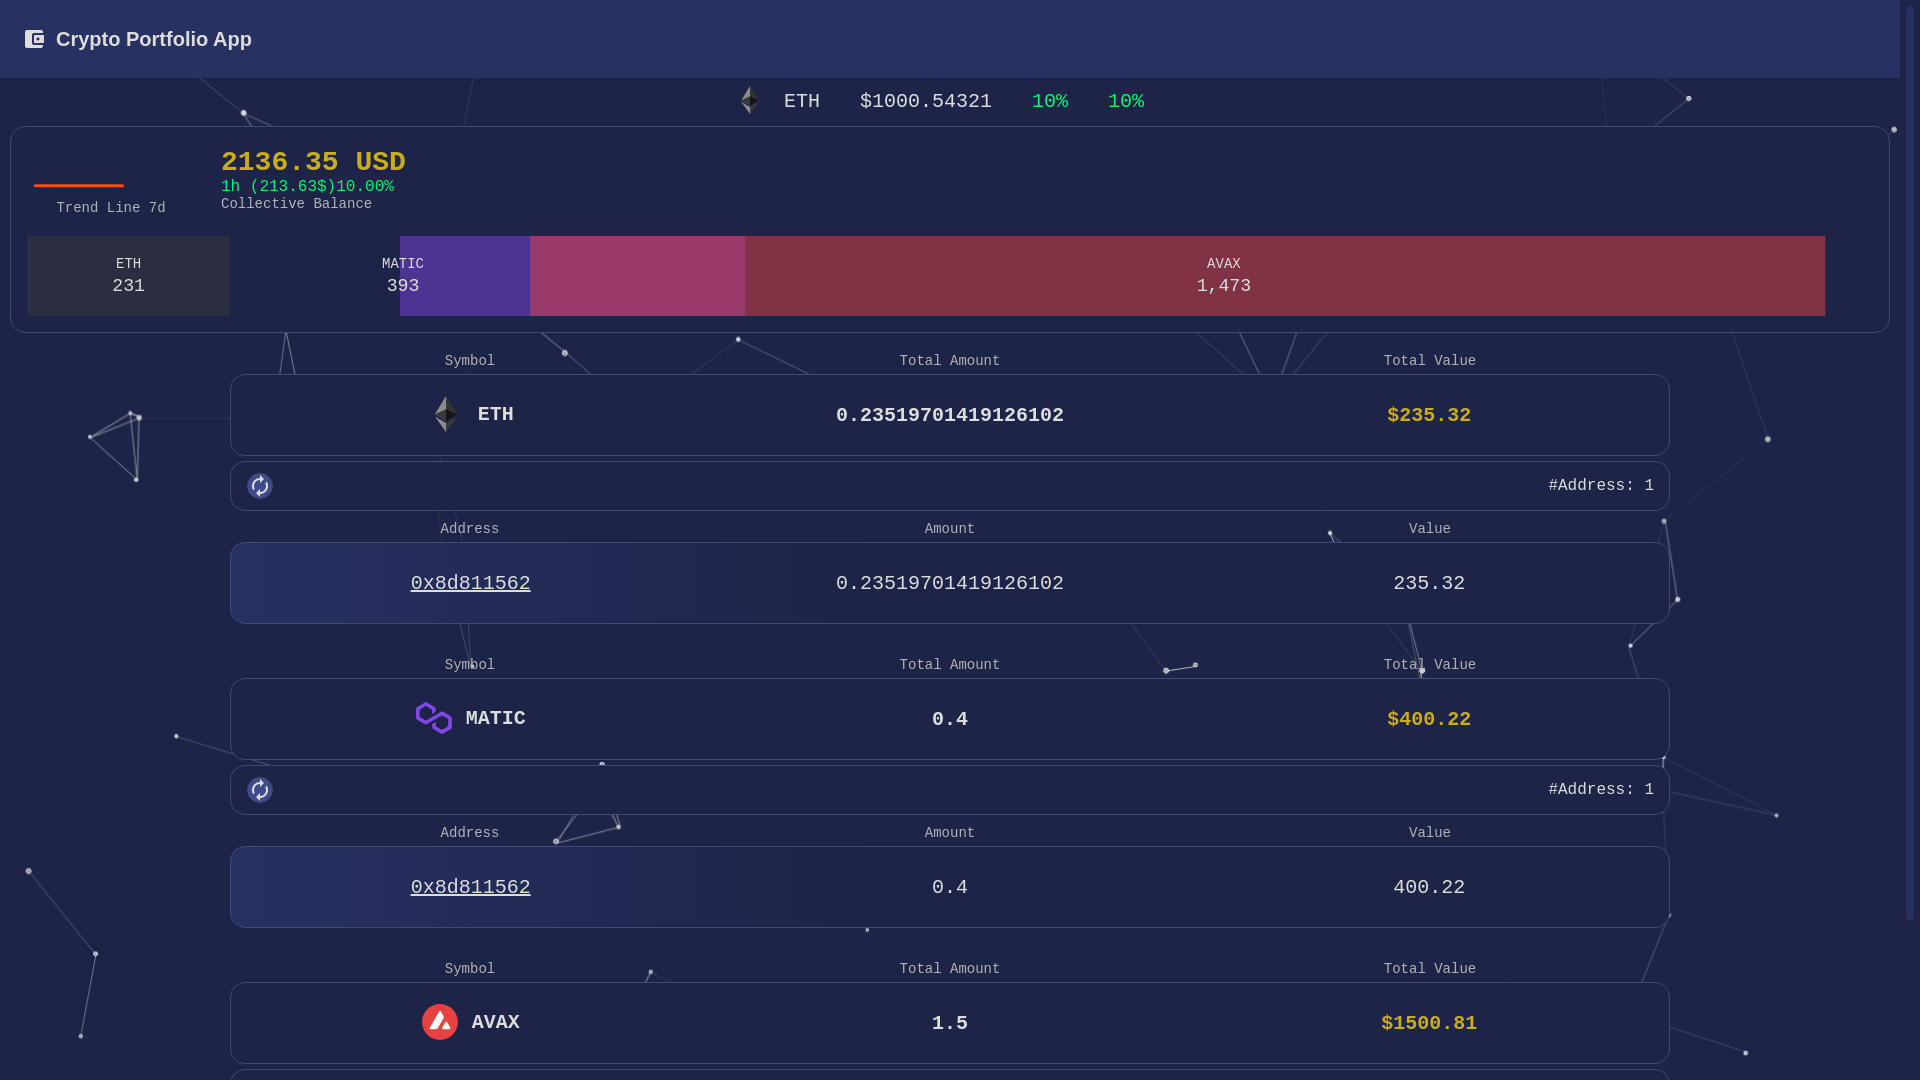 Crypto Portfolio App
ETH $1000.54321 10% 10%
2136.35 USD
1h (213.63$)10.00%
Collective Balance
Trend Line 7d
ETH
231
MATIC
393
AVAX
1,473
Symbol Total Amount Total Value
ETH 0.23519701419126102 $235.32
#Address: 1
Address Amount Value
0x8d811562 0.23519701419126102 235.32
Symbol Total Amount Total Value
MATIC 0.4 $400.22
#Address: 1
Address Amount Value
0x8d811562 0.4 400.22
Symbol Total Amount Total Value
AVAX 1.5 $1500.81